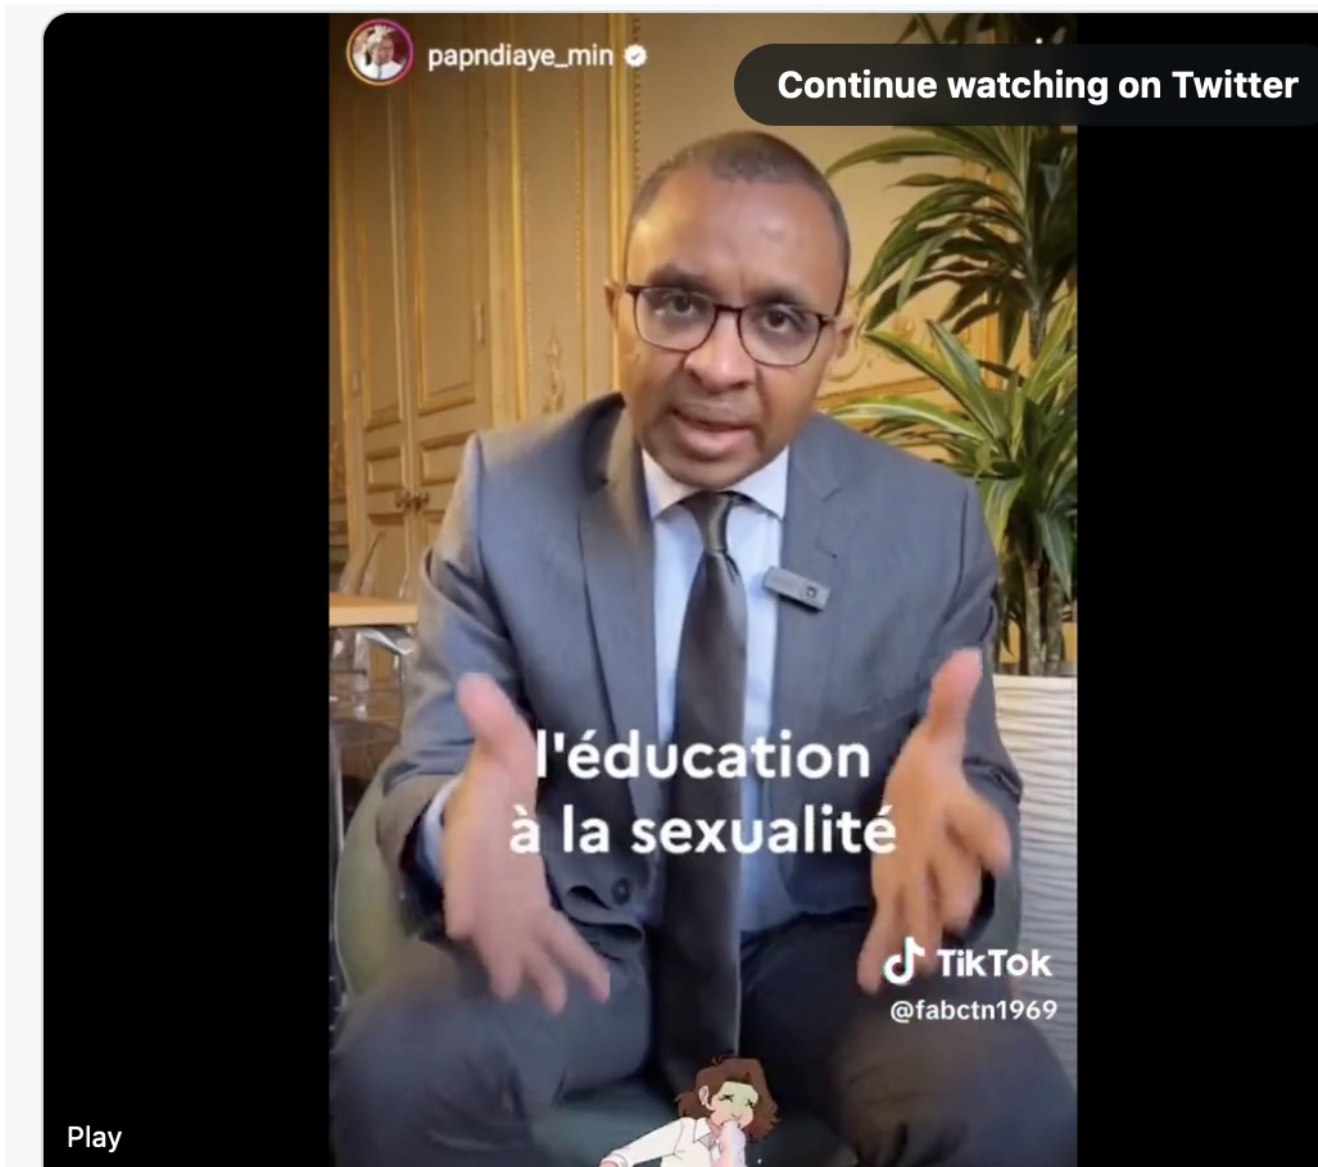 papndiaye_min
Continue watching on Twitter
l'éducation
à la sexualité
TikTok
@fabctn1969
Play